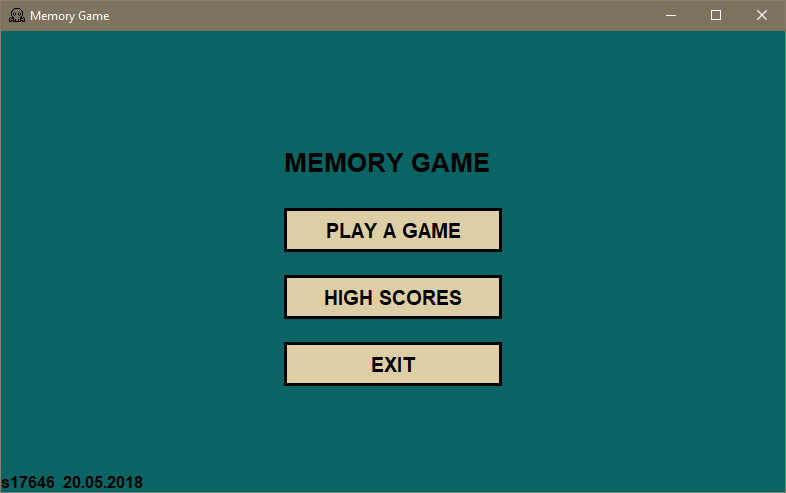 Memory Game
MEMORY GAME
PLAY A GAME
HIGH SCORES
EXIT
s17646 20.05.2018